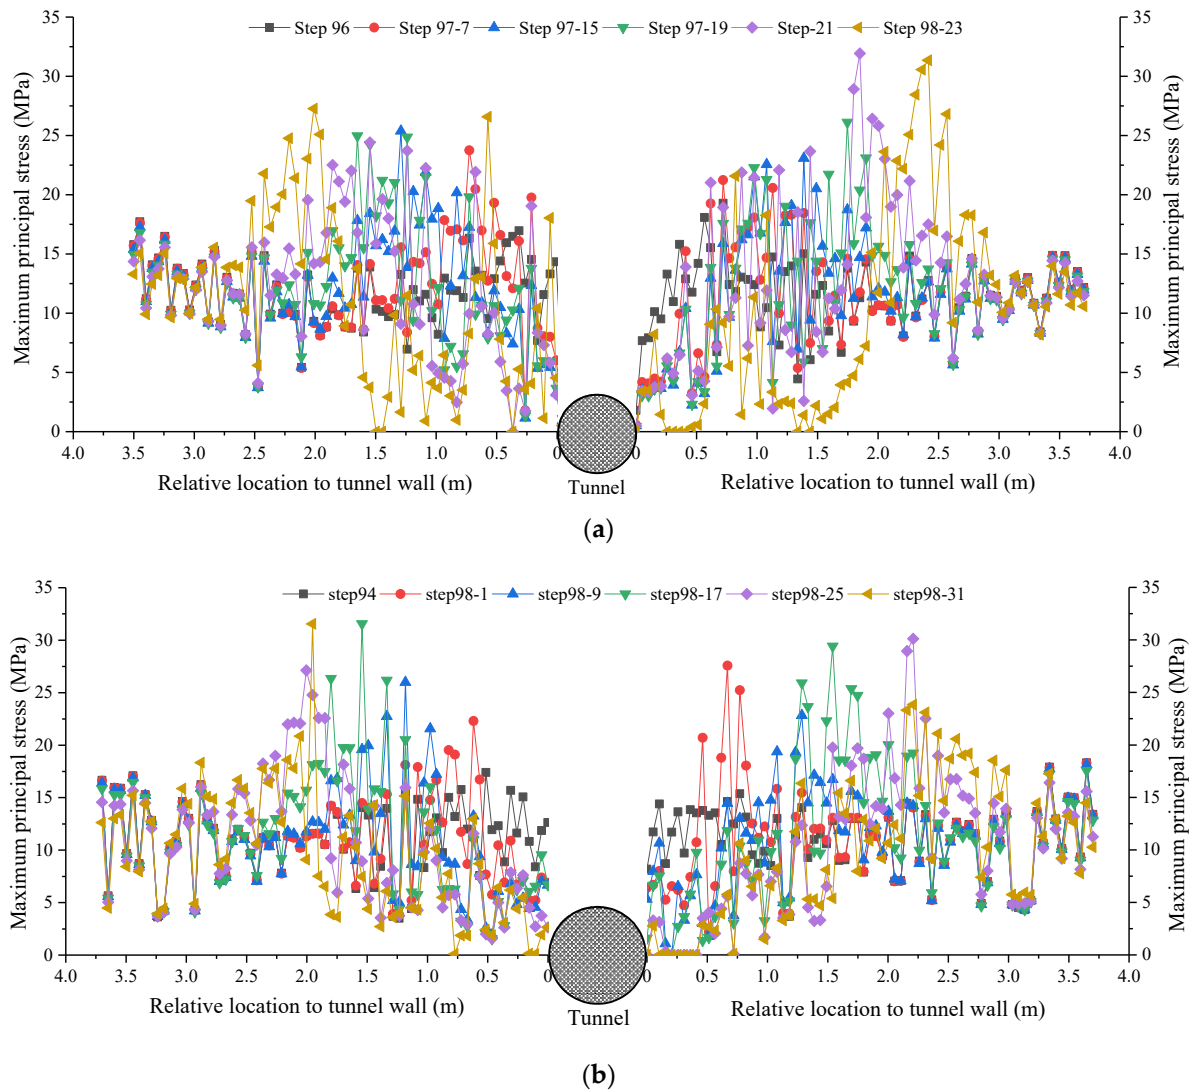 (a)
Step 96 Step 97-7 Step 97-15 Step 97-19 Step-21 Step 98-23
Maximum principal stress (MPa)
35
30
25
20
15
10
5
0
4.0 3.5 3.0 2.5 2.0 1.5 1.0 0.5 0
Relative location to tunnel wall (m)
Tunnel
0 0.5 1.0 1.5 2.0 2.5 3.0 3.5 4.0
Relative location to tunnel wall (m)
35
30
25
20
15
10
5
0
Maximum principal stress (MPa)
(b)
step94 step98-1 step98-9 step98-17 step98-25 step98-31
Maximum principal stress (MPa)
35
30
25
20
15
10
5
0
4.0 3.5 3.0 2.5 2.0 1.5 1.0 0.5 0
Relative location to tunnel wall (m)
Tunnel
0 0.5 1.0 1.5 2.0 2.5 3.0 3.5 4.0
Relative location to tunnel wall (m)
35
30
25
20
15
10
5
0
Maximum principal stress (MPa)